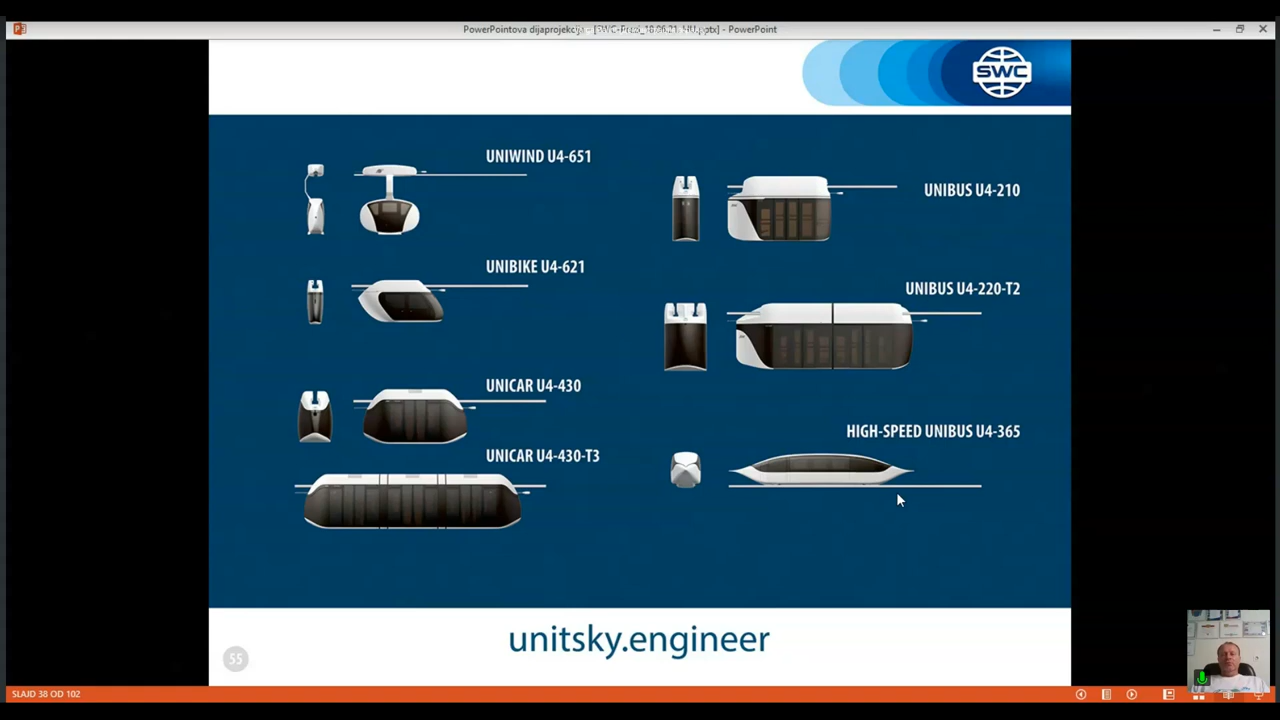 PowerPointova dijaprojekcija - [SWC-Prezi_18.06.21. HU.pptx] - PowerPoint
SWC
UNIWIND U4-651
UNIBIKE U4-621
UNICAR U4-430
UNICAR U4-430-T3
UNIBUS U4-210
UNIBUS U4-220-T2
HIGH-SPEED UNIBUS U4-365
unitsky.engineer
55
SLAJD 38 OD 102